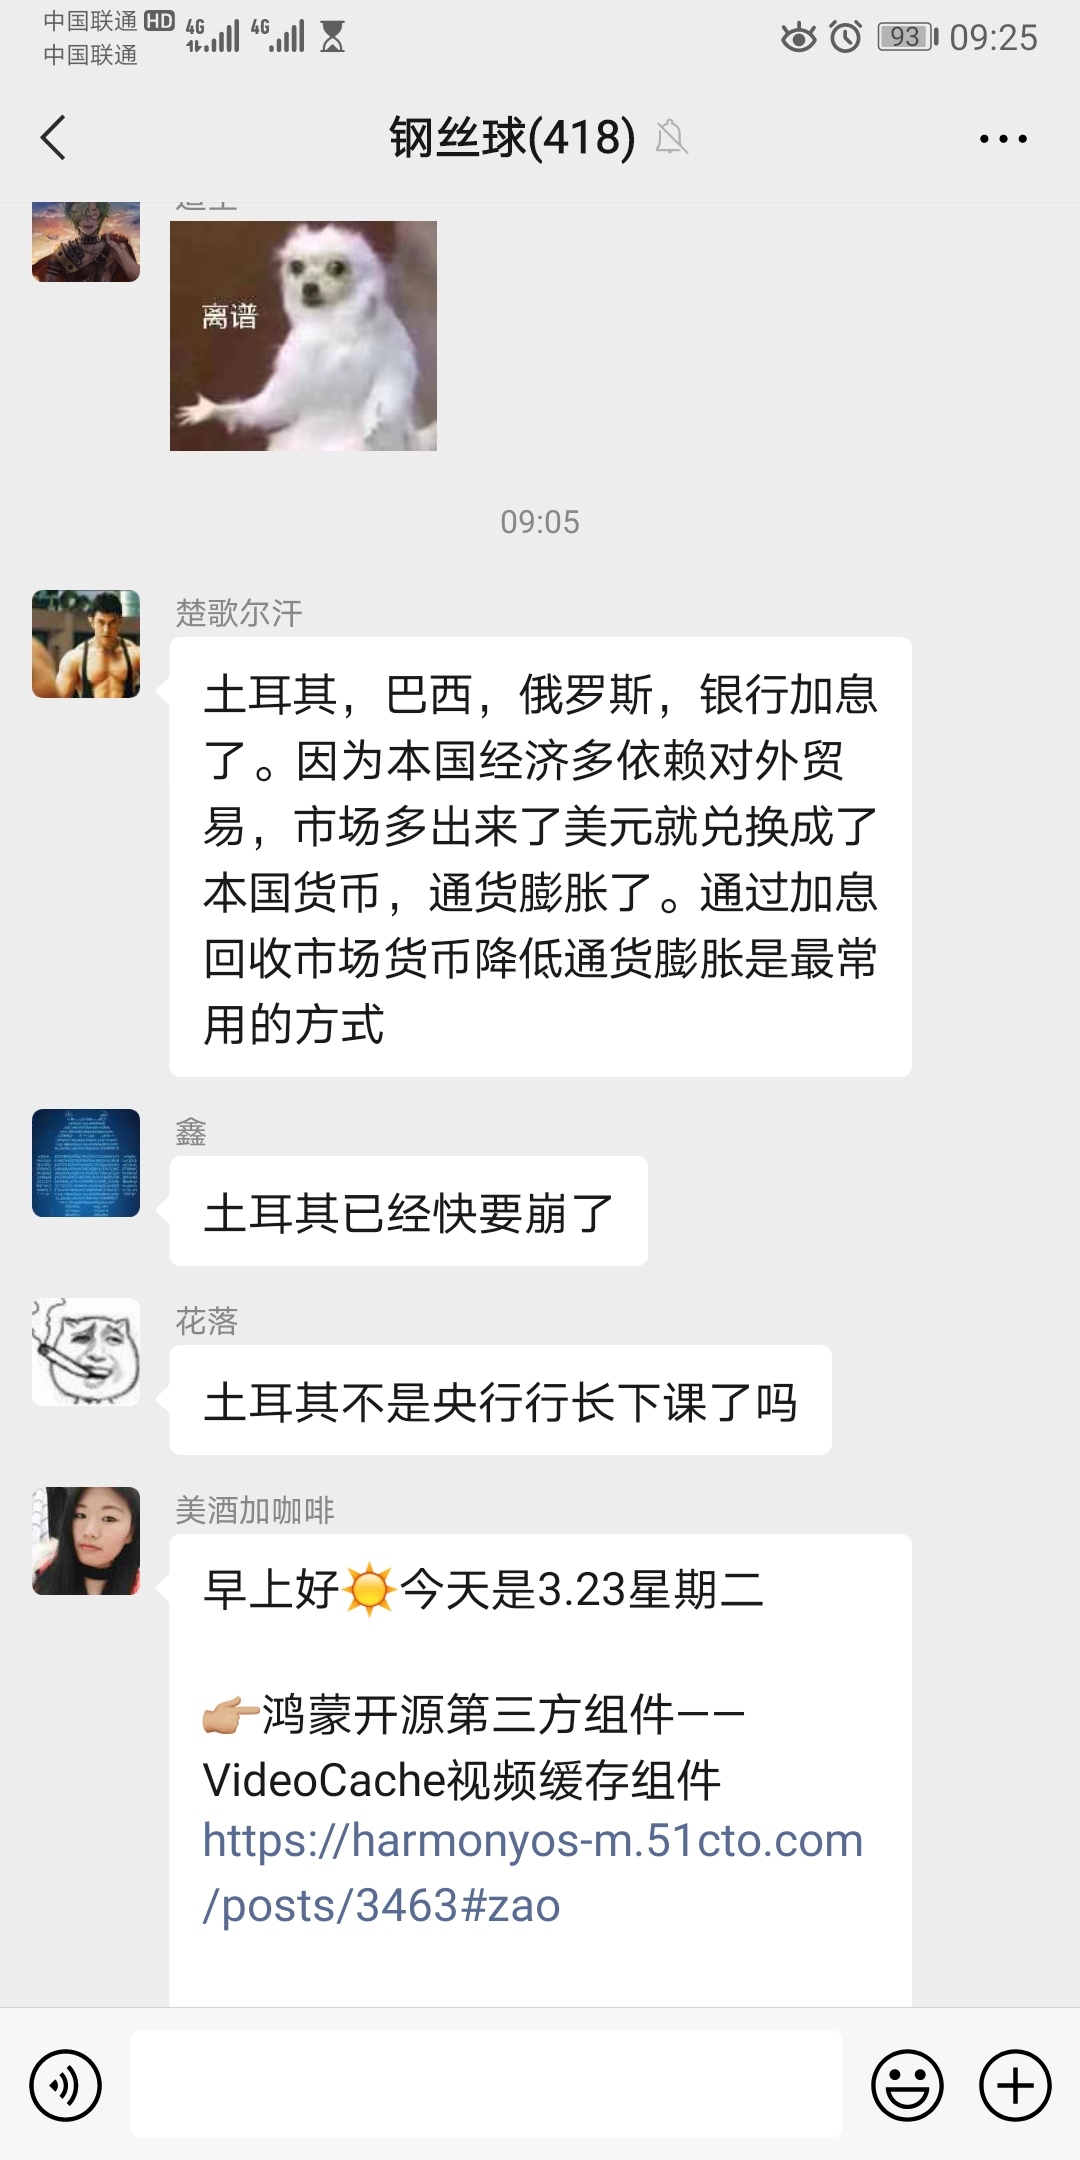 中国联通 HD 4G 4G 93 09:25
中国联通
钢丝球(418)
离谱
09:05
楚歌尔汗
土耳其，巴西，俄罗斯，银行加息
了。因为本国经济多依赖对外贸
易，市场多出来了美元就兑换成了
本国货币，通货膨胀了。通过加息
回收市场货币降低通货膨胀是最常
用的方式
鑫
土耳其已经快要崩了
花落
土耳其不是央行行长下课了吗
美酒加咖啡
早上好☀️今天是3.23星期二
👉🏼鸿蒙开源第三方组件——
VideoCache视频缓存组件
https://harmonyos-m.51cto.com
/posts/3463#zao